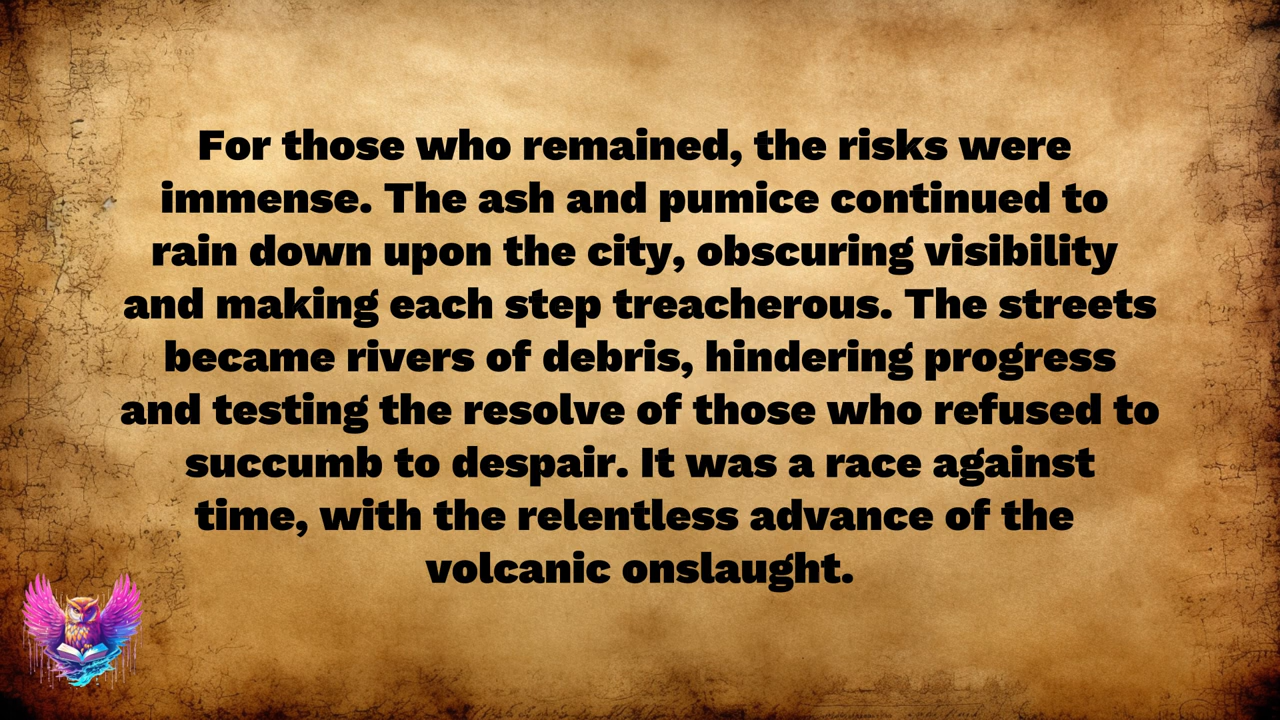 For those who remained, the risks were
immense. The ash and pumice continued to
rain down upon the city, obscuring visibility
and making each step treacherous. The streets
became rivers of debris, hindering progress
and testing the resolve of those who refused to
succumb to despair. It was a race against
time, with the relentless advance of the
volcanic onslaught.